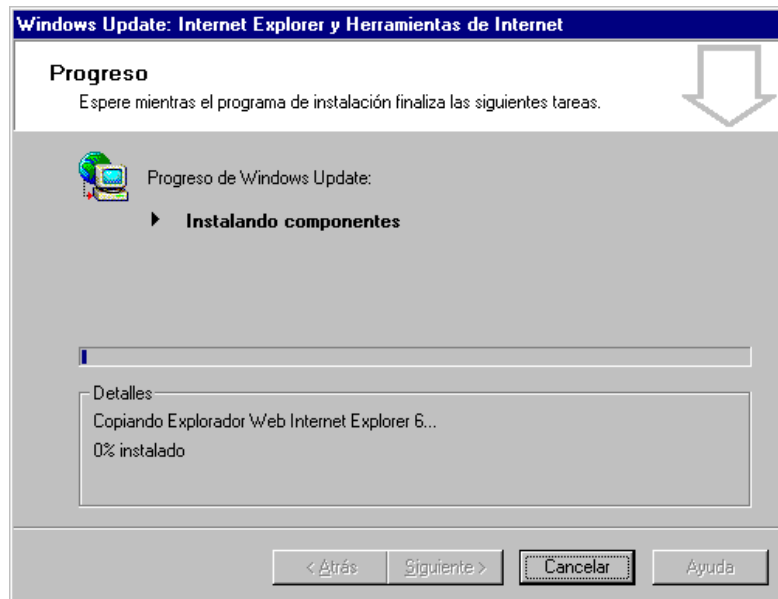 Windows Update: Internet Explorer y Herramientas de Internet
Progreso
Espere mientras el programa de instalación finaliza las siguientes tareas.
Progreso de Windows Update:
Instalando componentes
Detalles
Copiando Explorador Web Internet Explorer 6...
0% instalado
< Atrás Siguiente > Cancelar Ayuda